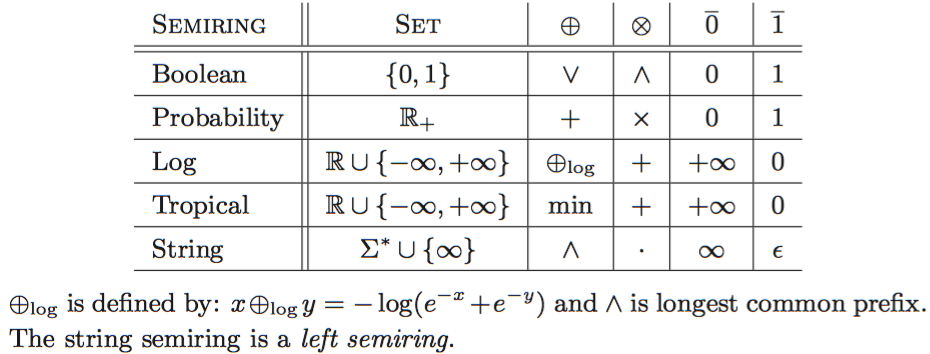 SEMIRING SET ⊕ ⊗ 0̅ 1̅
Boolean {0, 1} ∨ ∧ 0 1
Probability ℝ₊ + × 0 1
Log ℝ ∪ {−∞, +∞} ⊕log + +∞ 0
Tropical ℝ ∪ {−∞, +∞} min + +∞ 0
String Σ* ∪ {∞} ∧ · ∞ ϵ
⊕log is defined by: x ⊕log y = − log(e⁻ˣ + e⁻ʸ) and ∧ is longest common prefix.
The string semiring is a left semiring.